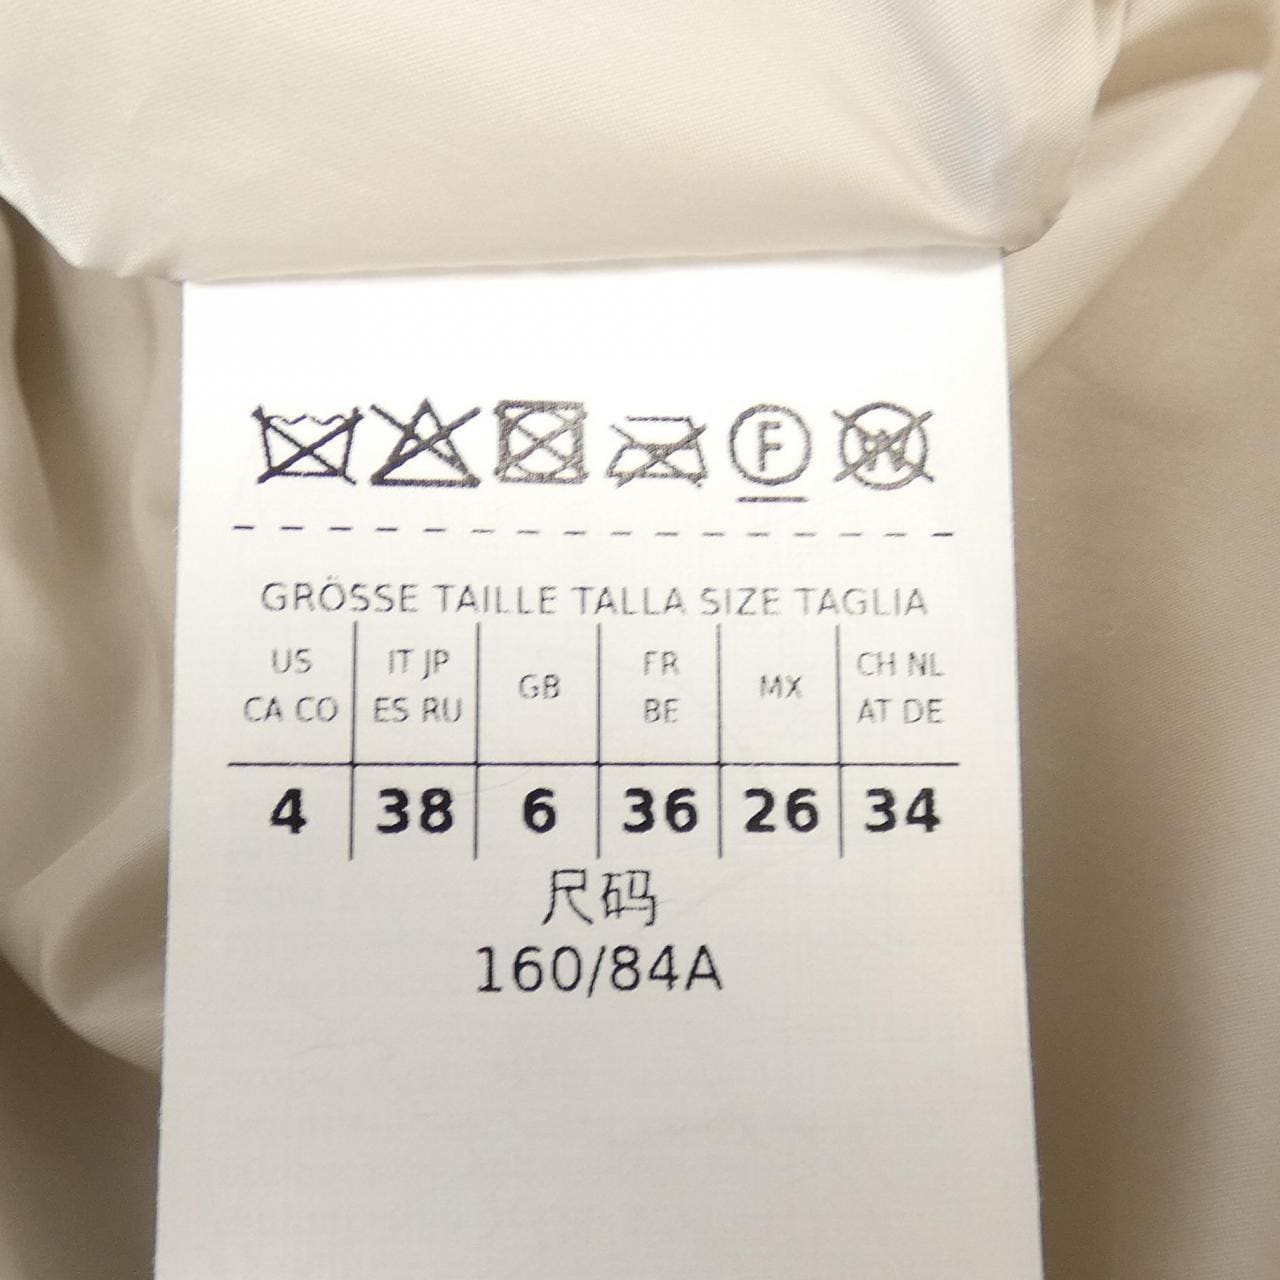 F W
GRÖSSE TAILLE TALLA SIZE TAGLIA
US IT JP GB FR MX CH NL
CA CO ES RU BE AT DE
4 38 6 36 26 34
尺码
160/84A